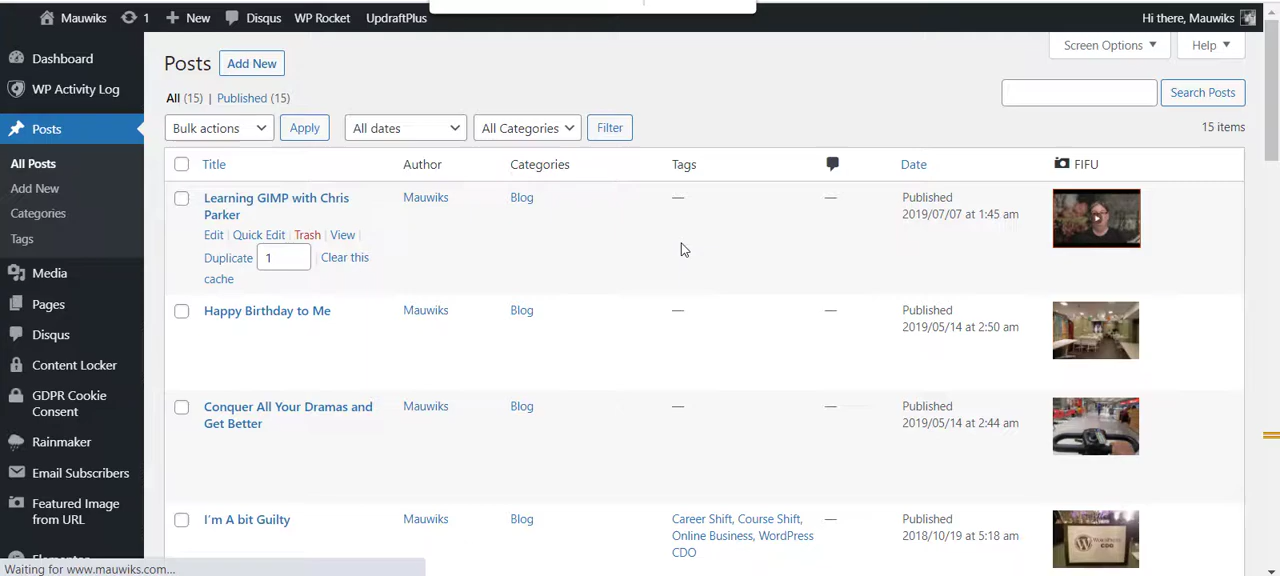 Mauwiks 1 New Disqus WP Rocket UpdraftPlus Hi there, Mauwiks
Dashboard
WP Activity Log
Posts
All Posts
Add New
Categories
Tags
Media
Pages
Disqus
Content Locker
GDPR Cookie
Consent
Rainmaker
Email Subscribers
Featured Image
from URL
Screen Options Help
Posts Add New
All (15) | Published (15)
Search Posts
Bulk actions Apply All dates All Categories Filter 15 items
Title Author Categories Tags Date FIFU
Learning GIMP with Chris
Parker
Edit | Quick Edit | Trash | View |
Duplicate 1 | Clear this
cache
Mauwiks
Blog
—
—
Published
2019/07/07 at 1:45 am
Happy Birthday to Me
Mauwiks
Blog
—
—
Published
2019/05/14 at 2:50 am
Conquer All Your Dramas and
Get Better
Mauwiks
Blog
—
—
Published
2019/05/14 at 2:44 am
I'm A bit Guilty
Mauwiks
Blog
Career Shift, Course Shift,
Online Business, WordPress
CDO
—
Published
2018/10/19 at 5:18 am
Waiting for www.mauwiks.com...